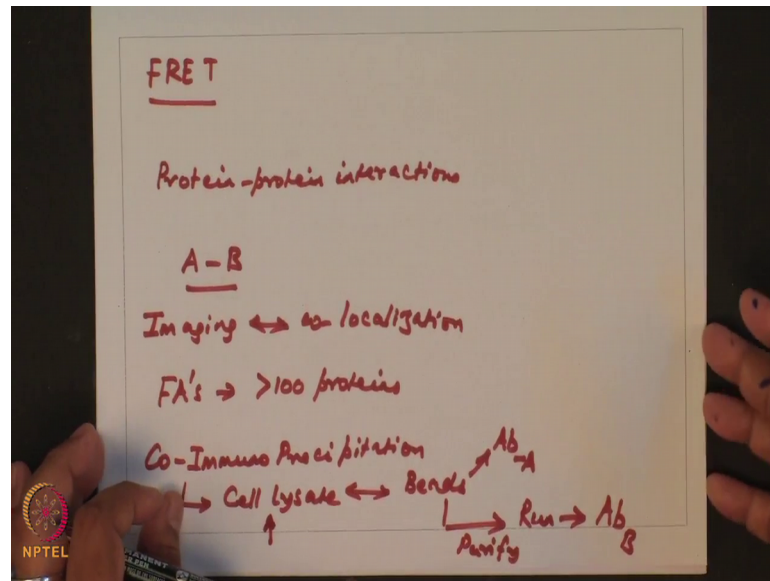 FRET
Protein-protein interactions
A-B
Imaging ↔ co localization
FA's → >100 proteins
Co-Immuno Precipitation
Ab-A
↳ Cell lysate ↔ Beads
Purify Run → Ab B
NPTEL